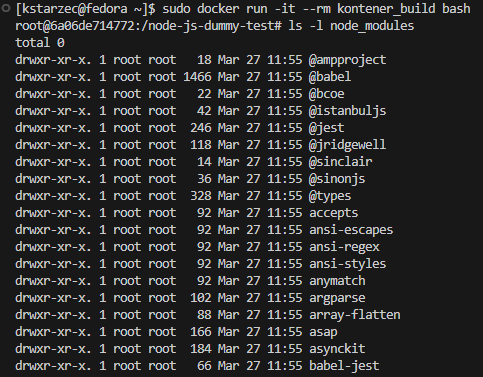 [kstarzec@fedora ~]$ sudo docker run -it --rm kontener_build bash
root@6a06de714772:/node-js-dummy-test# ls -l node_modules
total 0
drwxr-xr-x. 1 root root   18 Mar 27 11:55 @ampproject
drwxr-xr-x. 1 root root 1466 Mar 27 11:55 @babel
drwxr-xr-x. 1 root root   22 Mar 27 11:55 @bcoe
drwxr-xr-x. 1 root root   42 Mar 27 11:55 @istanbuljs
drwxr-xr-x. 1 root root  246 Mar 27 11:55 @jest
drwxr-xr-x. 1 root root  118 Mar 27 11:55 @jridgewell
drwxr-xr-x. 1 root root   14 Mar 27 11:55 @sinclair
drwxr-xr-x. 1 root root   36 Mar 27 11:55 @sinonjs
drwxr-xr-x. 1 root root  328 Mar 27 11:55 @types
drwxr-xr-x. 1 root root   92 Mar 27 11:55 accepts
drwxr-xr-x. 1 root root   92 Mar 27 11:55 ansi-escapes
drwxr-xr-x. 1 root root   92 Mar 27 11:55 ansi-regex
drwxr-xr-x. 1 root root   92 Mar 27 11:55 ansi-styles
drwxr-xr-x. 1 root root   92 Mar 27 11:55 anymatch
drwxr-xr-x. 1 root root  102 Mar 27 11:55 argparse
drwxr-xr-x. 1 root root   88 Mar 27 11:55 array-flatten
drwxr-xr-x. 1 root root  166 Mar 27 11:55 asap
drwxr-xr-x. 1 root root  184 Mar 27 11:55 asynckit
drwxr-xr-x. 1 root root   66 Mar 27 11:55 babel-jest